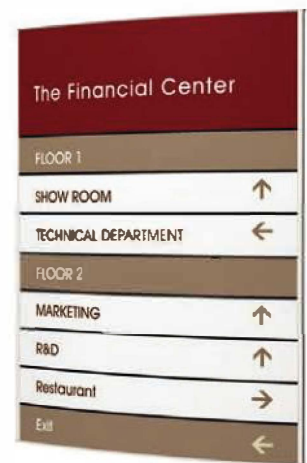 The Financial Center
FLOOR 1
SHOW ROOM ↑
TECHNICAL DEPARTMENT ←
FLOOR 2
MARKETING ↑
R&D ↑
Restaurant →
Exit ←